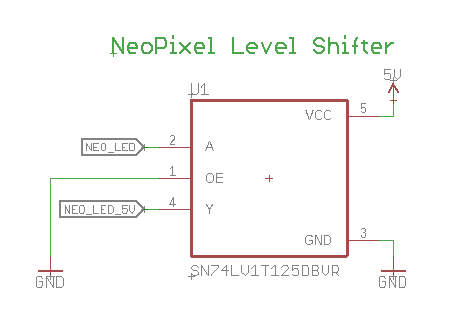 NeoPixel Level Shifter
5V
U1
VCC
5
NEO_LED
2
A
1
OE
NEO_LED_5V
4
Y
GND
3
SN74LV1T125DBVR
GND
GND